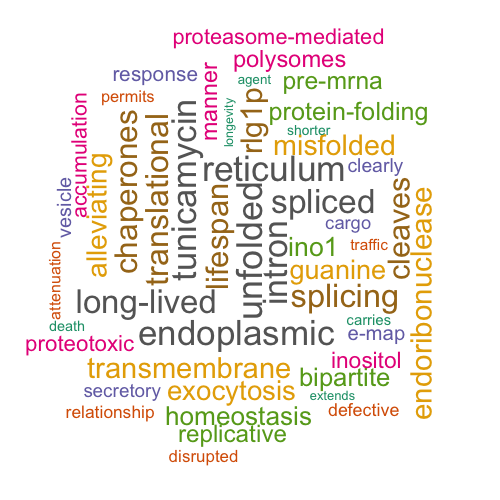 proteasome-mediated
polysomes
response
agent
pre-mrna
permits
manner
longevity
rlg1p
protein-folding
shorter
accumulation
vesicle
alleviating
chaperones
translational
tunicamycin
misfolded
reticulum
clearly
lifespan
unfolded
intron
spliced
cargo
cleaves
endoribonuclease
ino1
traffic
guanine
attenuation
long-lived
splicing
death
endoplasmic
carries
e-map
proteotoxic
inositol
transmembrane
bipartite
secretory
exocytosis
extends
relationship
homeostasis
defective
replicative
disrupted